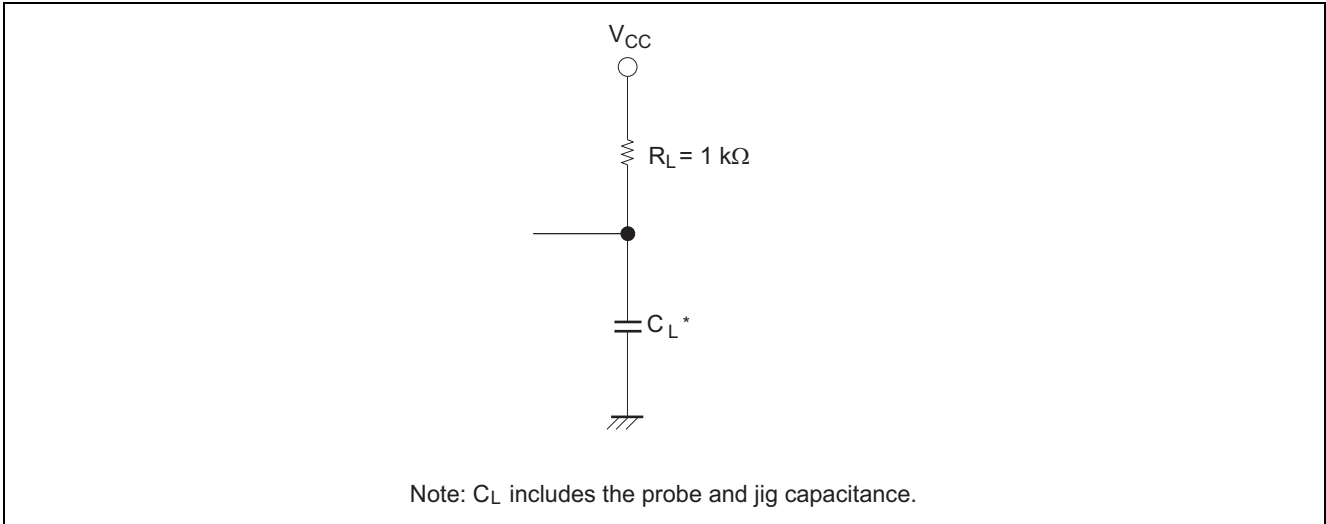 VCC
RL = 1 kΩ
CL*
Note: CL includes the probe and jig capacitance.